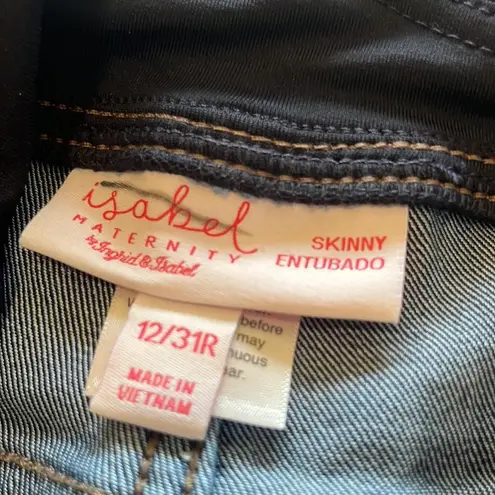 isabel
MATERNITY
by Ingrid & Isabel
SKINNY
ENTUBADO
12/31R
MADE IN
VIETNAM
before
may
nuous
ear.